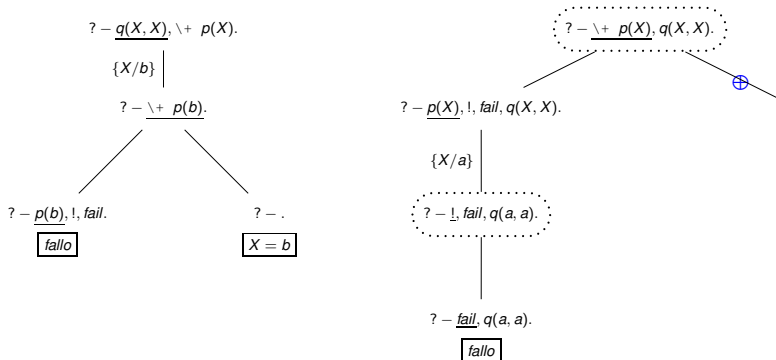 ? − q(X, X), \+ p(X).
{X/b}
? − \+ p(b).
? − p(b), !, fail.
fallo
? − .
X = b
? − \+ p(X), q(X, X).
? − p(X), !, fail, q(X, X).
{X/a}
? − !, fail, q(a, a).
? − fail, q(a, a).
fallo